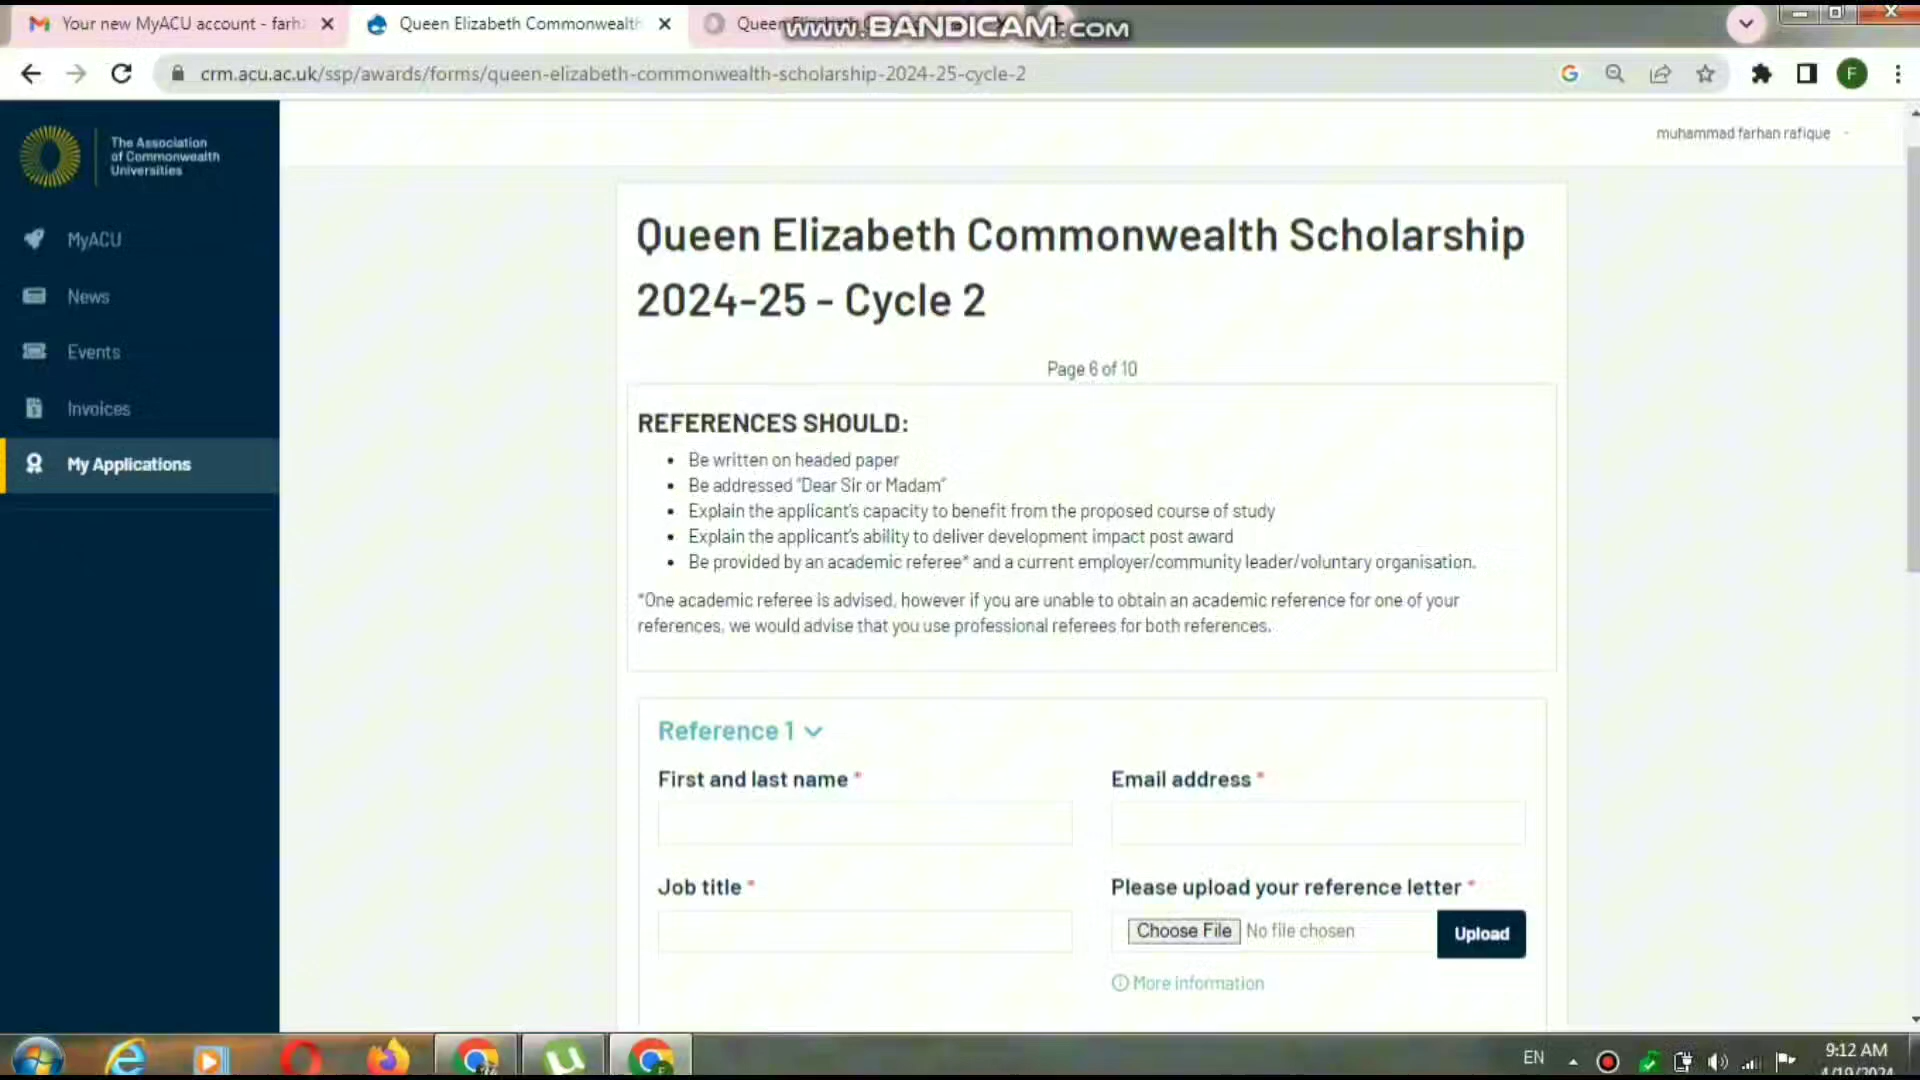 Your new MyACU account - farh
Queen Elizabeth Commonwealth
Queen
www.BANDICAM.com
crm.acu.ac.uk/ssp/awards/forms/queen-elizabeth-commonwealth-scholarship-2024-25-cycle-2
F
The Association
of Commonwealth
Universities
muhammad farhan rafique
MyACU
News
Events
Invoices
My Applications
Queen Elizabeth Commonwealth Scholarship
2024-25 - Cycle 2
Page 6 of 10
REFERENCES SHOULD:
• Be written on headed paper
• Be addressed "Dear Sir or Madam"
• Explain the applicant's capacity to benefit from the proposed course of study
• Explain the applicant's ability to deliver development impact post award
• Be provided by an academic referee* and a current employer/community leader/voluntary organisation.
*One academic referee is advised, however if you are unable to obtain an academic reference for one of your
references, we would advise that you use professional referees for both references.
Reference 1
First and last name *
Email address *
Job title *
Please upload your reference letter *
Choose File No file chosen
Upload
More information
EN
9:12 AM
4/19/2024